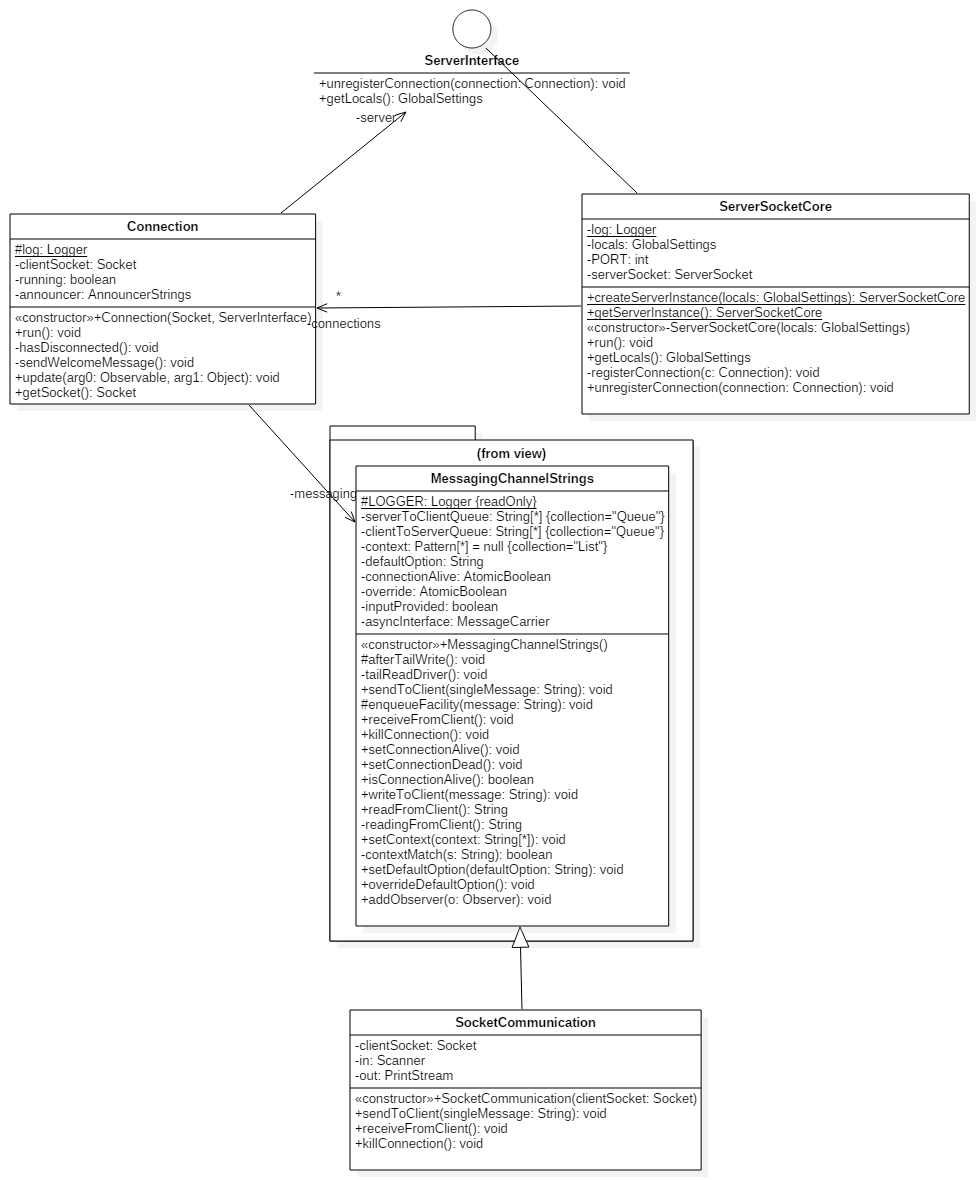 ServerInterface
+unregisterConnection(connection: Connection): void
+getLocals(): GlobalSettings
-server
Connection
#log: Logger
-clientSocket: Socket
-running: boolean
-announcer: AnnouncerStrings
«constructor»+Connection(Socket, ServerInterface)
+run(): void
-hasDisconnected(): void
-sendWelcomeMessage(): void
+update(arg0: Observable, arg1: Object): void
+getSocket(): Socket
*
-connections
ServerSocketCore
-log: Logger
-locals: GlobalSettings
-PORT: int
-serverSocket: ServerSocket
+createServerInstance(locals: GlobalSettings): ServerSocketCore
+getServerInstance(): ServerSocketCore
«constructor»-ServerSocketCore(locals: GlobalSettings)
+run(): void
+getLocals(): GlobalSettings
-registerConnection(c: Connection): void
+unregisterConnection(connection: Connection): void
-messaging
(from view)
MessagingChannelStrings
#LOGGER: Logger {readOnly}
-serverToClientQueue: String[*] {collection="Queue"}
-clientToServerQueue: String[*] {collection="Queue"}
-context: Pattern[*] = null {collection="List"}
-defaultOption: String
-connectionAlive: AtomicBoolean
-override: AtomicBoolean
-inputProvided: boolean
-asyncInterface: MessageCarrier
«constructor»+MessagingChannelStrings()
#afterTailWrite(): void
-tailReadDriver(): void
+sendToClient(singleMessage: String): void
#enqueueFacility(message: String): void
+receiveFromClient(): void
+killConnection(): void
+setConnectionAlive(): void
+setConnectionDead(): void
+isConnectionAlive(): boolean
+writeToClient(message: String): void
+readFromClient(): String
-readingFromClient(): String
+setContext(context: String[*]): void
-contextMatch(s: String): boolean
+setDefaultOption(defaultOption: String): void
+overrideDefaultOption(): void
+addObserver(o: Observer): void
SocketCommunication
-clientSocket: Socket
-in: Scanner
-out: PrintStream
«constructor»+SocketCommunication(clientSocket: Socket)
+sendToClient(singleMessage: String): void
+receiveFromClient(): void
+killConnection(): void